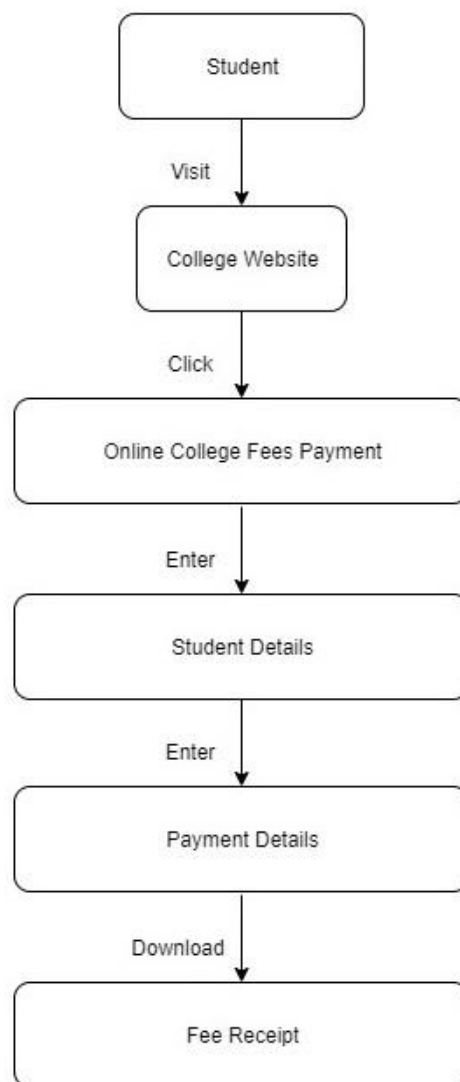 Student
Visit
College Website
Click
Online College Fees Payment
Enter
Student Details
Enter
Payment Details
Download
Fee Receipt